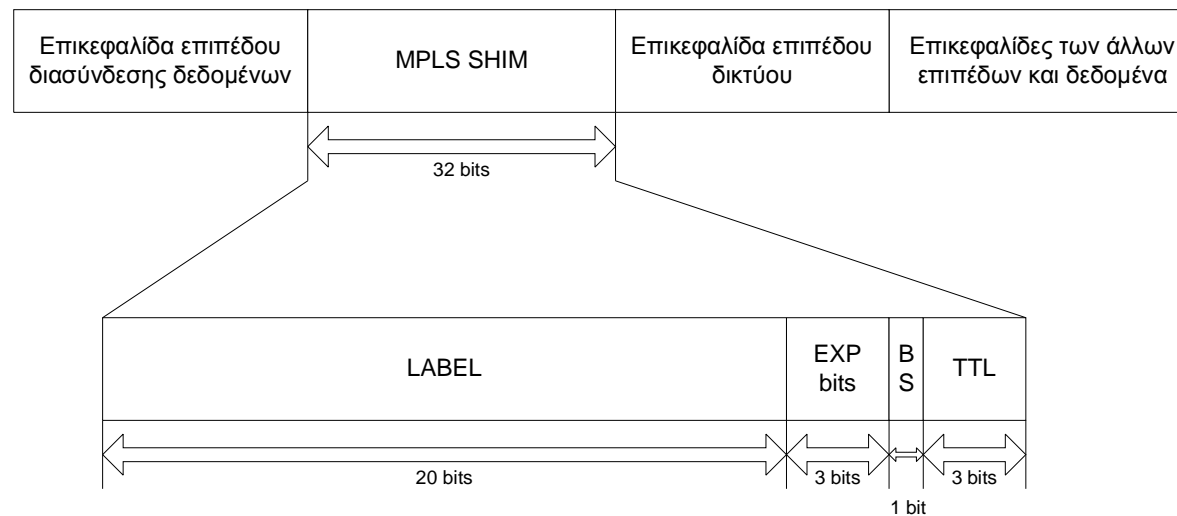 Επικεφαλίδα επιπέδου
διασύνδεσης δεδομένων
MPLS SHIM
Επικεφαλίδα επιπέδου
δικτύου
Επικεφαλίδες των άλλων
επιπέδων και δεδομένα
32 bits
LABEL
EXP
bits
B
S
TTL
20 bits
3 bits
1 bit
3 bits